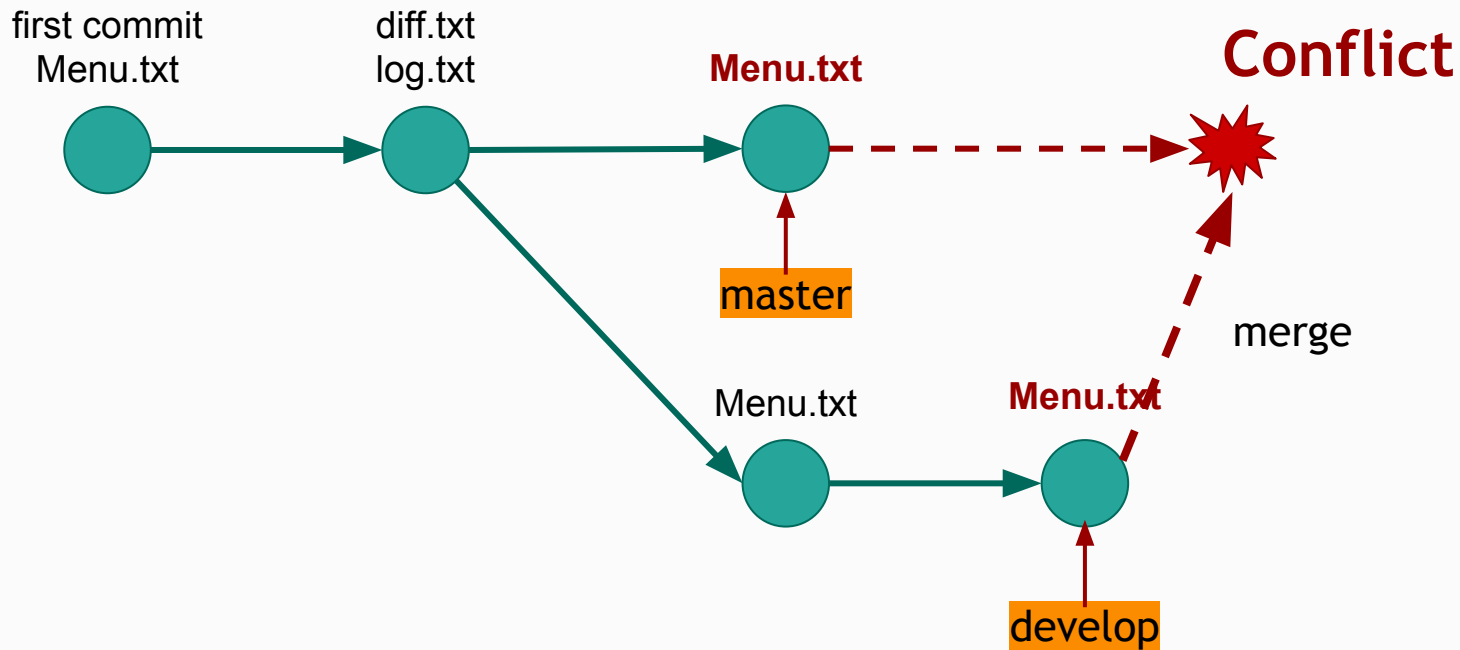 first commit
Menu.txt
diff.txt
log.txt
Menu.txt
Conflict
master
merge
Menu.txt
Menu.txt
develop